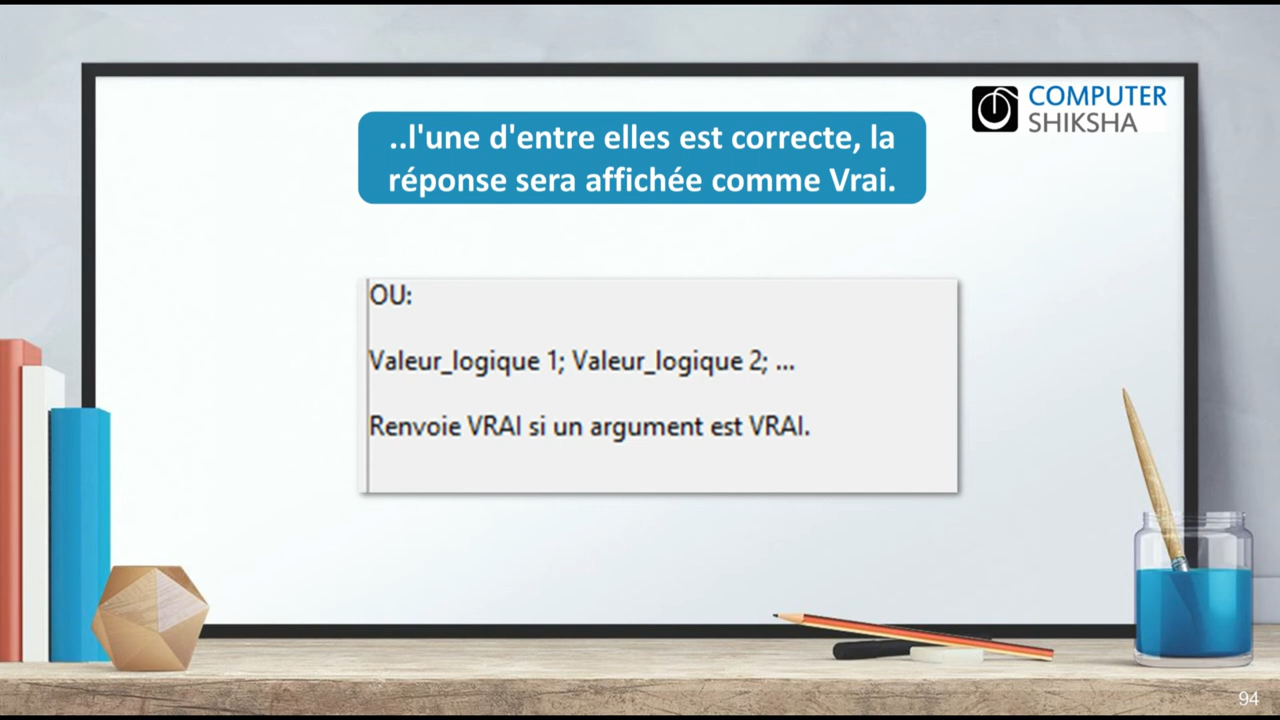 COMPUTER
SHIKSHA
..l'une d'entre elles est correcte, la
réponse sera affichée comme Vrai.
OU:
Valeur_logique 1; Valeur_logique 2; ...
Renvoie VRAI si un argument est VRAI.
94